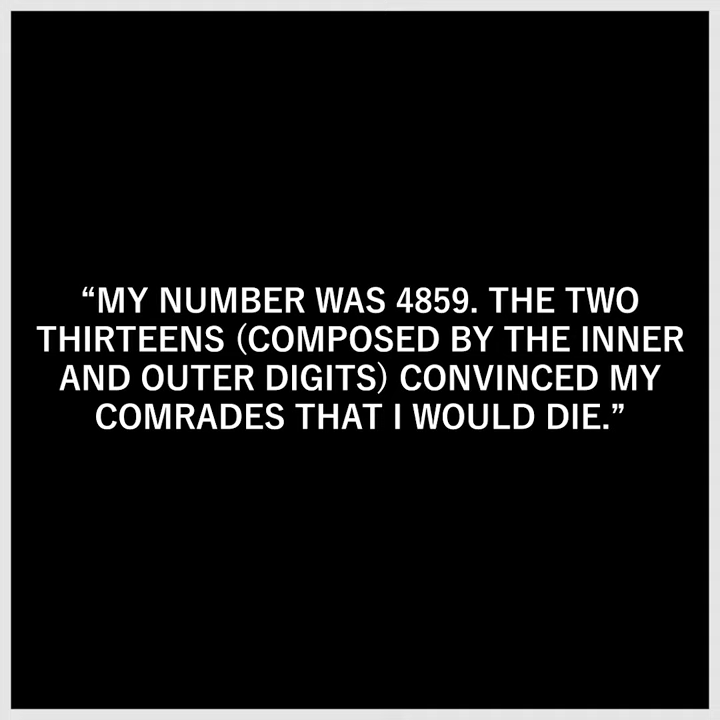 “MY NUMBER WAS 4859. THE TWO
THIRTEENS (COMPOSED BY THE INNER
AND OUTER DIGITS) CONVINCED MY
COMRADES THAT I WOULD DIE.”